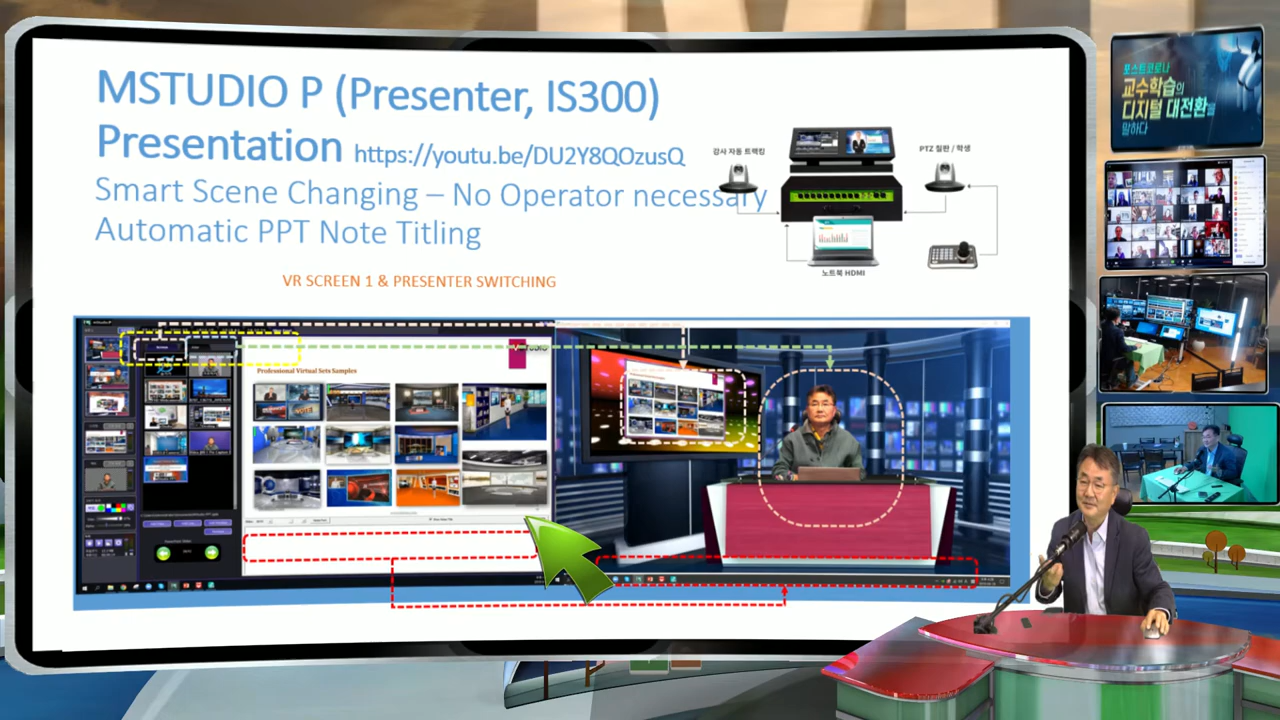 MSTUDIO P (Presenter, IS300)
Presentation https://youtu.be/DU2Y8QOzusQ
Smart Scene Changing – No Operator necessary
Automatic PPT Note Titling
강사 자동 트랙킹
PTZ 칠판 / 학생
노트북 HDMI
VR SCREEN 1 & PRESENTER SWITCHING
Professional Virtual Sets Samples
포스트코로나
교수학습의
디지털 대전환을
말하다